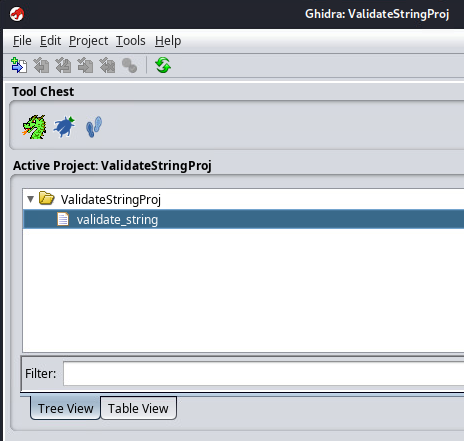 Ghidra: ValidateStringProj
File Edit Project Tools Help
Tool Chest
Active Project: ValidateStringProj
ValidateStringProj
validate_string
Filter:
Tree View Table View